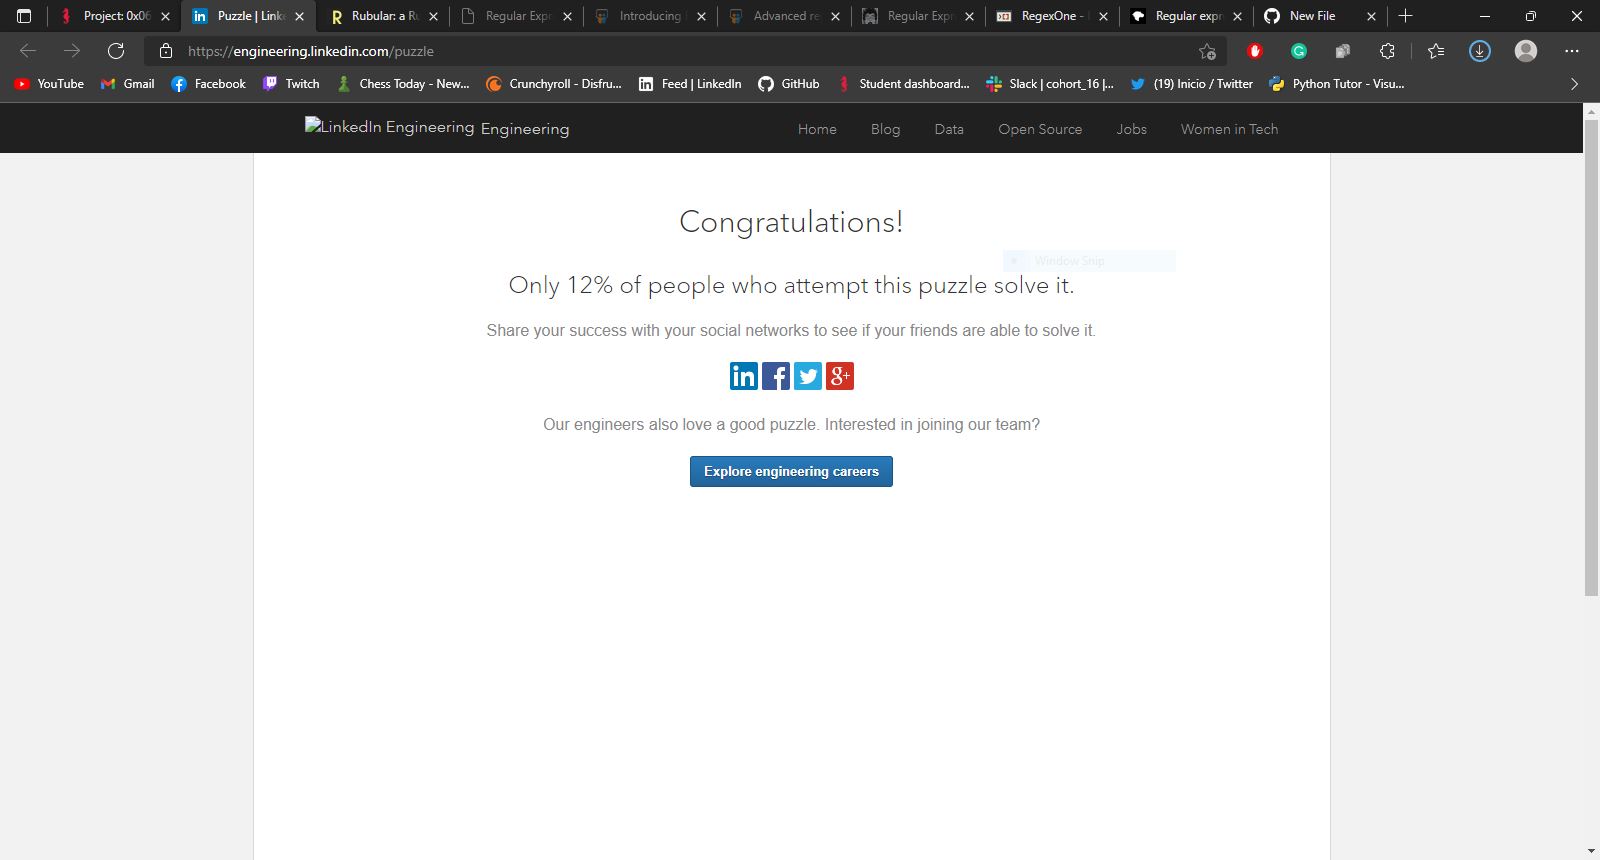 Project: 0x06
Puzzle | Linke
Rubular: a Ru
Regular Expr
Introducing
Advanced re
Regular Expr
RegexOne -
Regular expr
New File
https://engineering.linkedin.com/puzzle
YouTube
Gmail
Facebook
Twitch
Chess Today - New...
Crunchyroll - Disfru...
Feed | LinkedIn
GitHub
Student dashboard...
Slack | cohort_16 |...
(19) Inicio / Twitter
Python Tutor - Visu...
LinkedIn Engineering Engineering
Home
Blog
Data
Open Source
Jobs
Women in Tech
Congratulations!
Window Snip
Only 12% of people who attempt this puzzle solve it.
Share your success with your social networks to see if your friends are able to solve it.
in f g+
Our engineers also love a good puzzle. Interested in joining our team?
Explore engineering careers